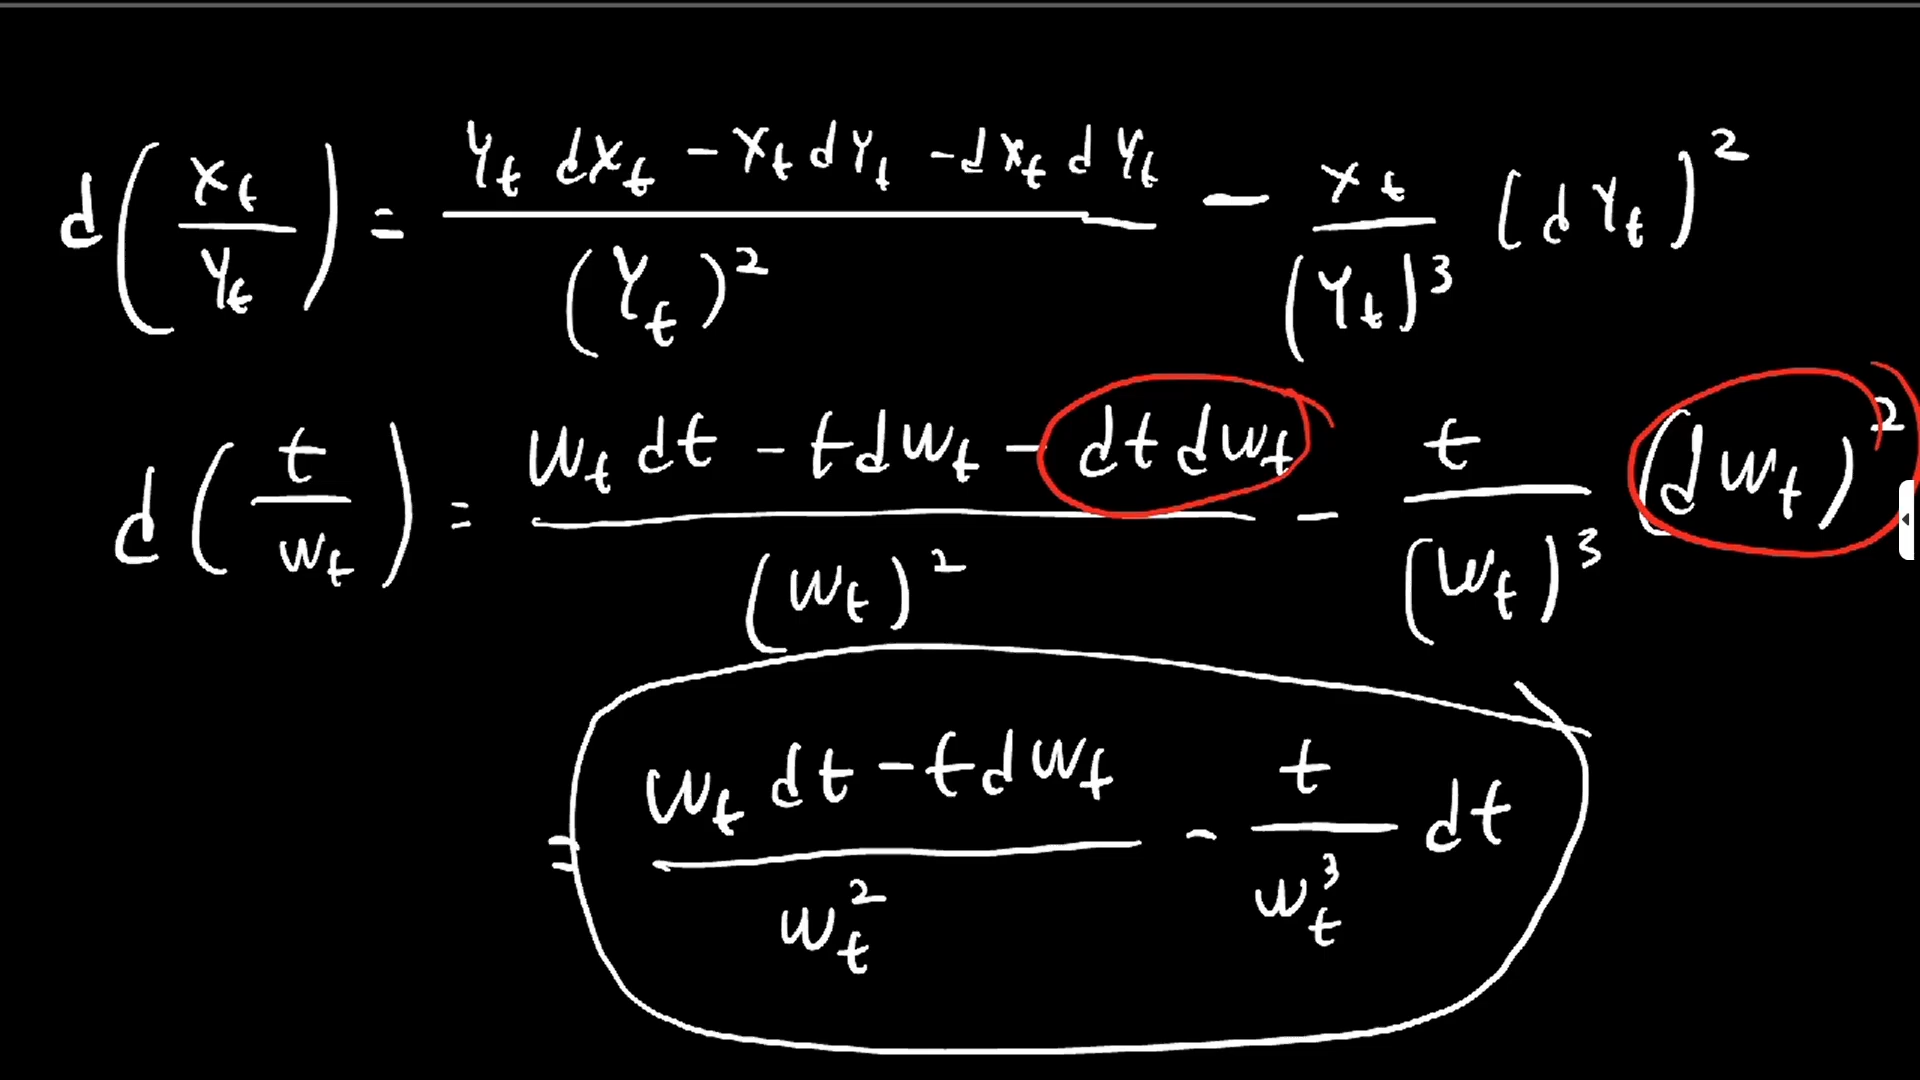 d(X_t/Y_t) = (Y_t dX_t - X_t dY_t - dX_t dY_t)/(Y_t)^2 - X_t/(Y_t)^3 (dY_t)^2
d(t/W_t) = (W_t dt - t dW_t - dt dW_t)/(W_t)^2 - t/(W_t)^3 (dW_t)^2
= (W_t dt - t dW_t)/W_t^2 - t/W_t^3 dt